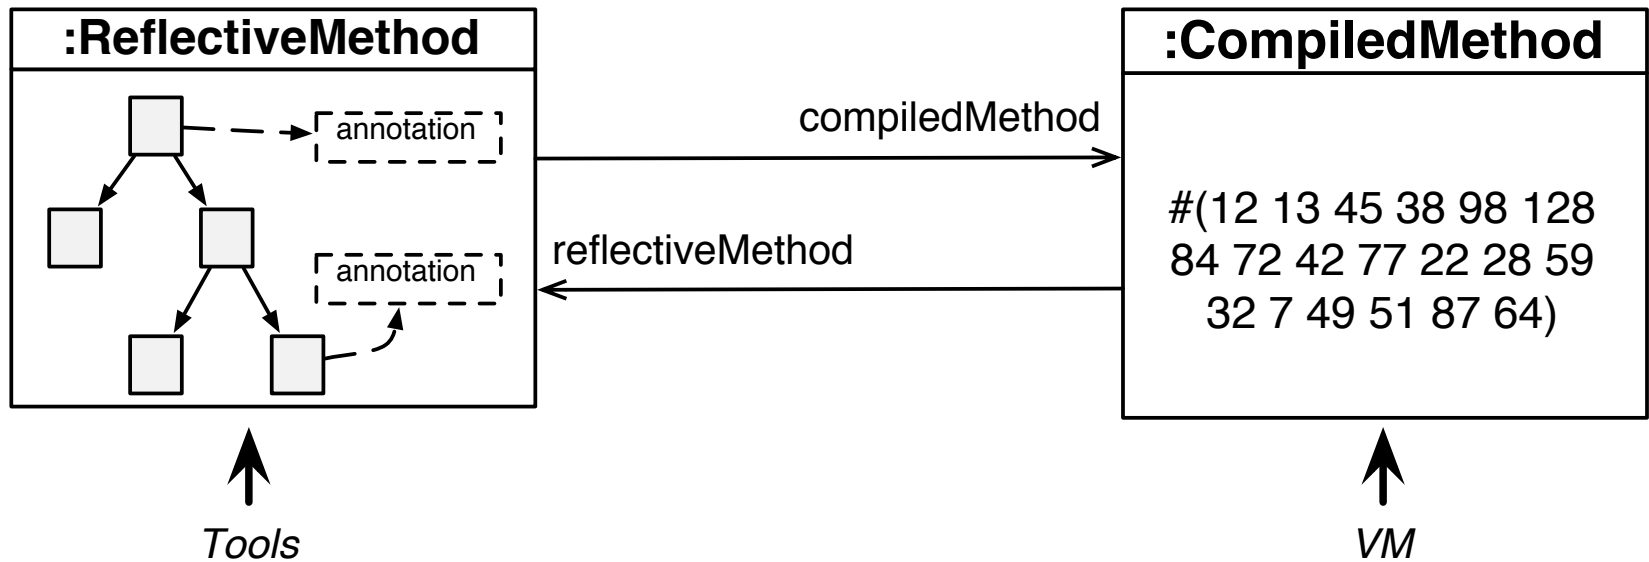 :ReflectiveMethod
annotation
annotation
Tools
compiledMethod
reflectiveMethod
:CompiledMethod
#(12 13 45 38 98 128
84 72 42 77 22 28 59
32 7 49 51 87 64)
VM